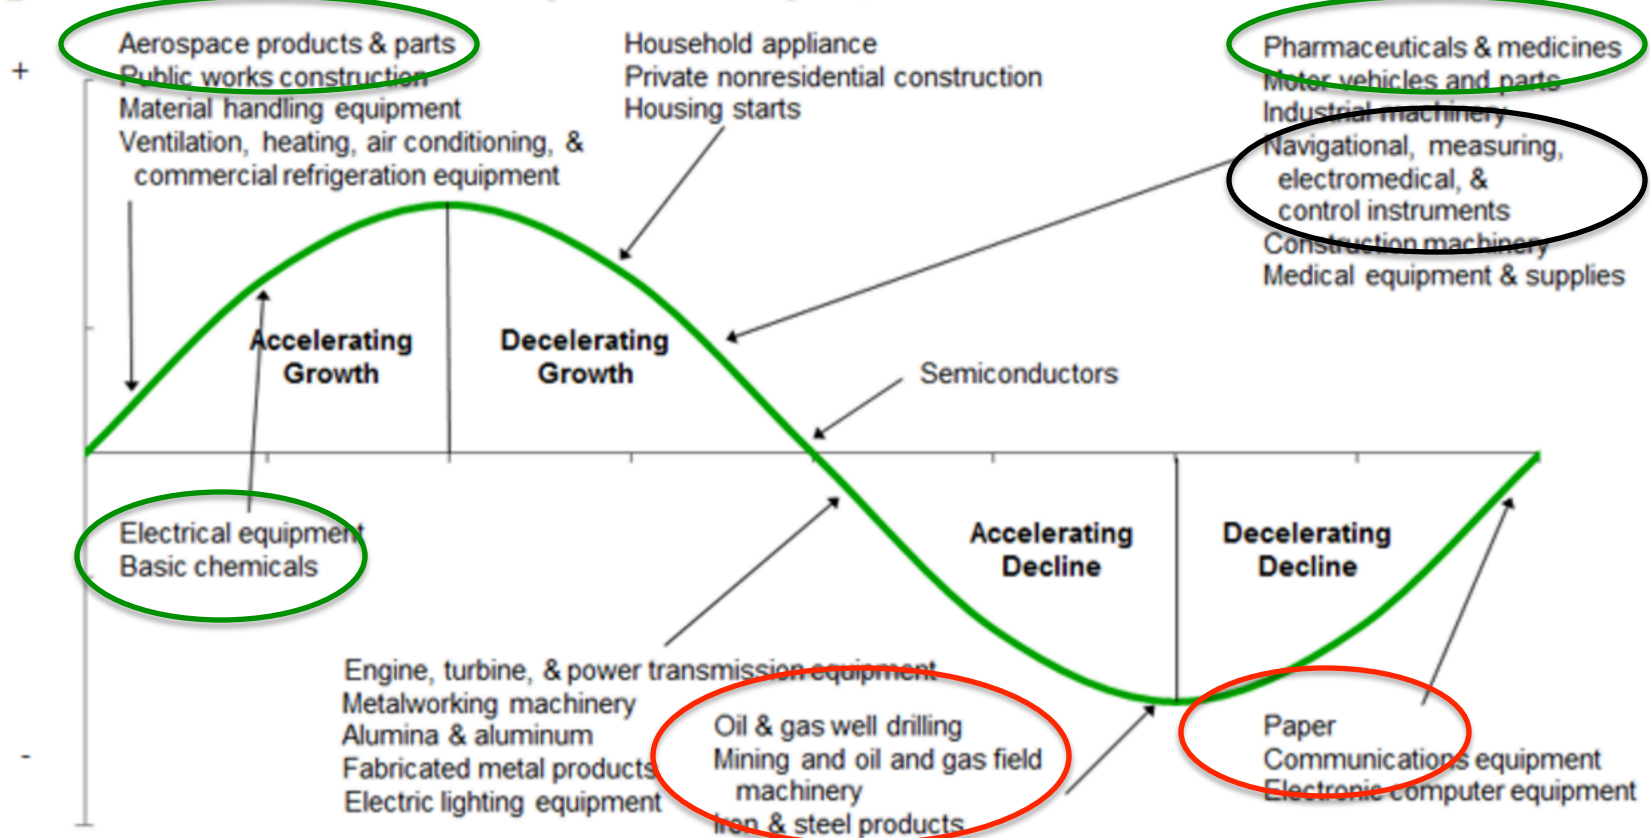 +
Aerospace products & parts
Public works construction
Material handling equipment
Ventilation, heating, air conditioning, &
commercial refrigeration equipment
Household appliance
Private nonresidential construction
Housing starts
Pharmaceuticals & medicines
Motor vehicles and parts
Industrial machinery
Navigational, measuring,
electromedical, &
control instruments
Construction machinery
Medical equipment & supplies
Accelerating
Growth
Decelerating
Growth
Semiconductors
Electrical equipment
Basic chemicals
Accelerating
Decline
Decelerating
Decline
Engine, turbine, & power transmission equipment
Metalworking machinery
Alumina & aluminum
Fabricated metal products
Electric lighting equipment
Oil & gas well drilling
Mining and oil and gas field
machinery
Iron & steel products
Paper
Communications equipment
Electronic computer equipment
-